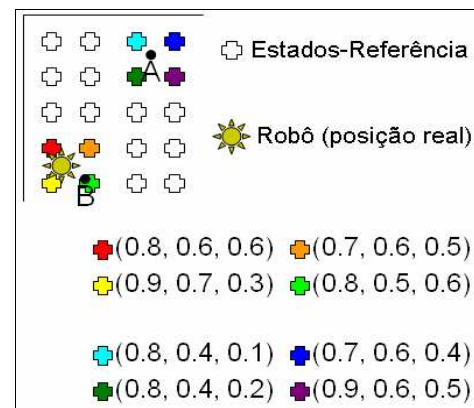 Estados-Referência
A
Robô (posição real)
B
(0.8, 0.6, 0.6) (0.7, 0.6, 0.5)
(0.9, 0.7, 0.3) (0.8, 0.5, 0.6)
(0.8, 0.4, 0.1) (0.7, 0.6, 0.4)
(0.8, 0.4, 0.2) (0.9, 0.6, 0.5)